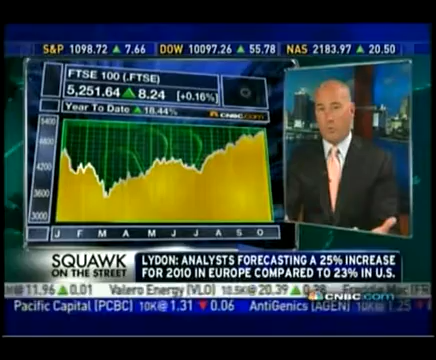 S&P 1098.72 ▲ 7.66 DOW 10097.26 ▲ 55.78 NAS 2183.97 ▲ 20.50
FTSE 100 (.FTSE)
5,251.64 ▲ 8.24 [+0.16%]
Year To Date ▲ 18.44%
CNBC.com
5400
4800
4200
3600
3000
J F M A M J J A S O
SQUAWK
ON THE STREET
LYDON: ANALYSTS FORECASTING A 25% INCREASE
FOR 2010 IN EUROPE COMPARED TO 23% IN U.S.
11.96 ▲ 0.01 Valero Energy (VLO) 10.5K@20.39 ▲ Freddie Mac (FR
CNBC.com
Pacific Capital (PCBC) 10K@1.31 ▼ 0.06 AntiGenics (AGEN) 10K@1.25